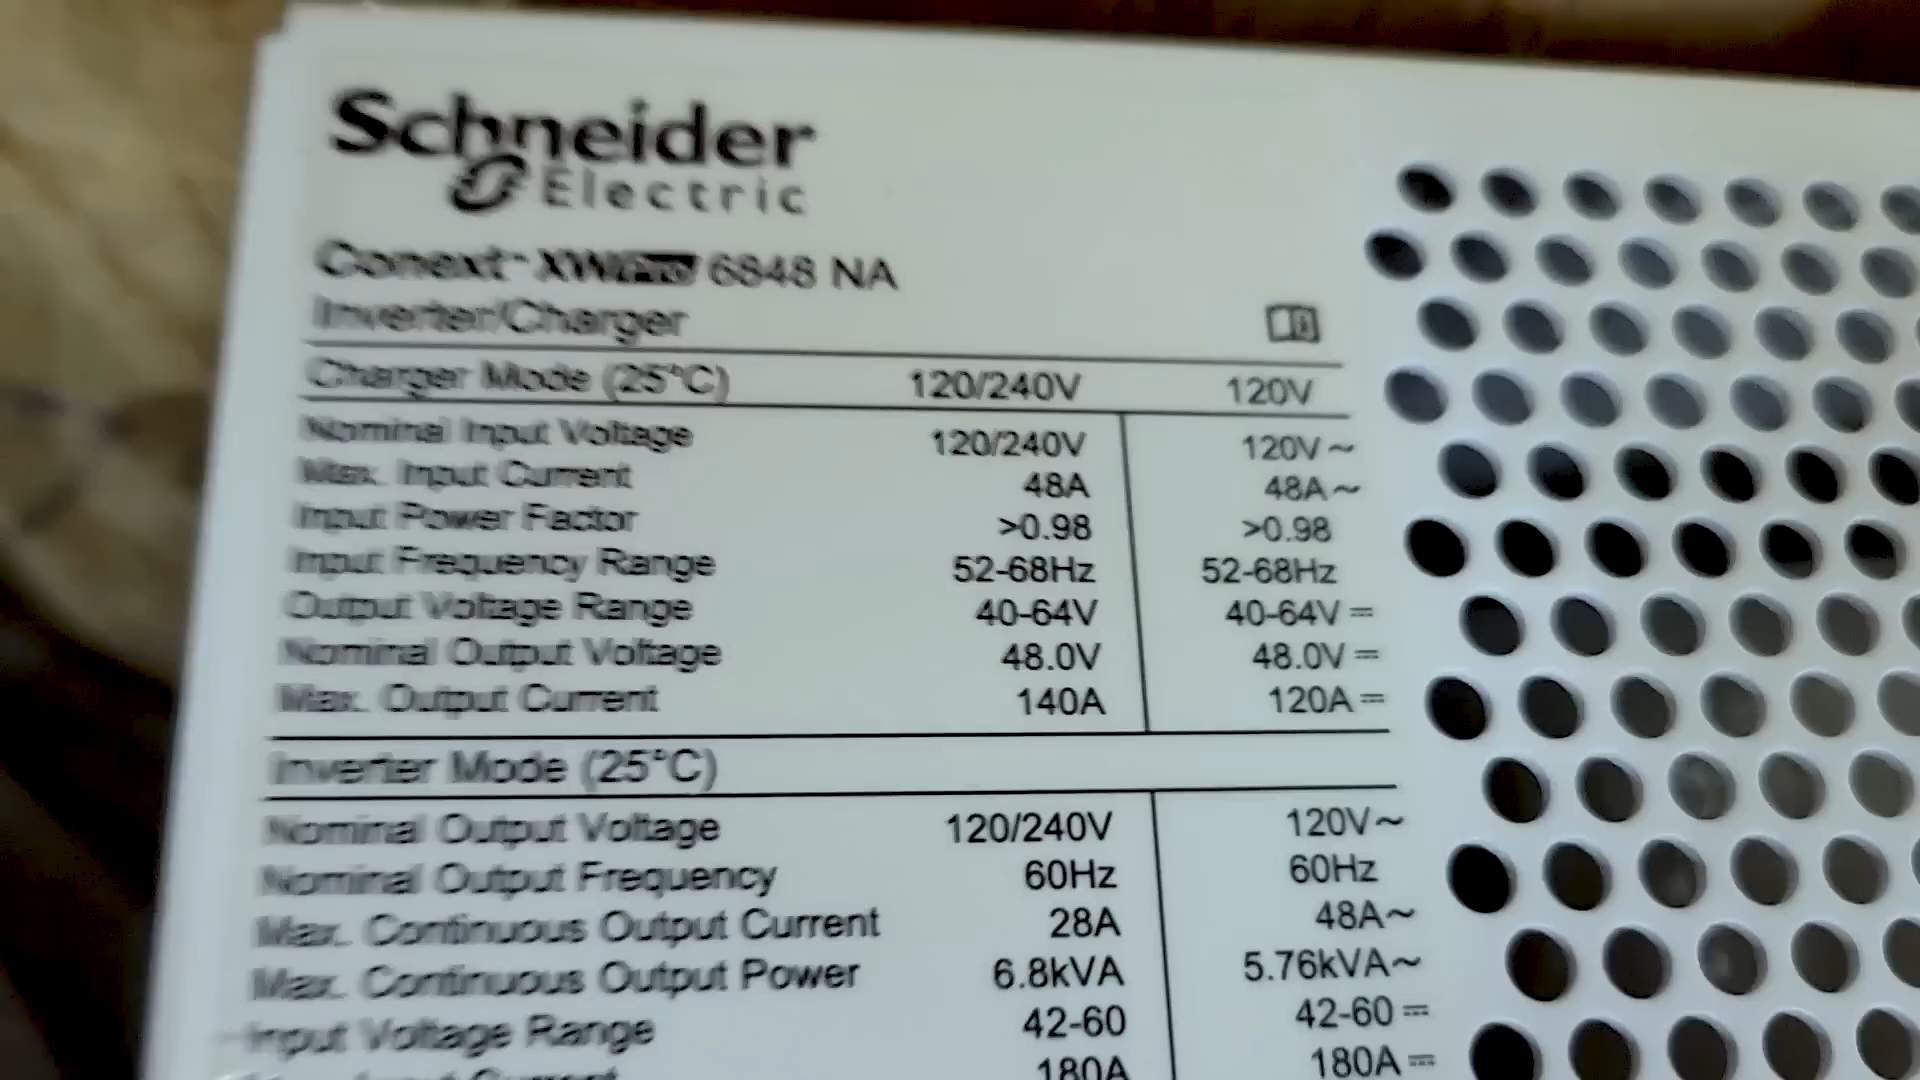 Schneider
Electric
Conext™ XW PRO 6848 NA
Inverter/Charger
Charger Mode (25°C) 120/240V 120V
Nominal Input Voltage 120/240V 120V~
Max. Input Current 48A 48A~
Input Power Factor >0.98 >0.98
Input Frequency Range 52-68Hz 52-68Hz
Output Voltage Range 40-64V 40-64V⎓
Nominal Output Voltage 48.0V 48.0V⎓
Max. Output Current 140A 120A⎓
Inverter Mode (25°C)
Nominal Output Voltage 120/240V 120V~
Nominal Output Frequency 60Hz 60Hz
Max. Continuous Output Current 28A 48A~
Max. Continuous Output Power 6.8kVA 5.76kVA~
Input Voltage Range 42-60 42-60⎓
Current 180A 180A⎓